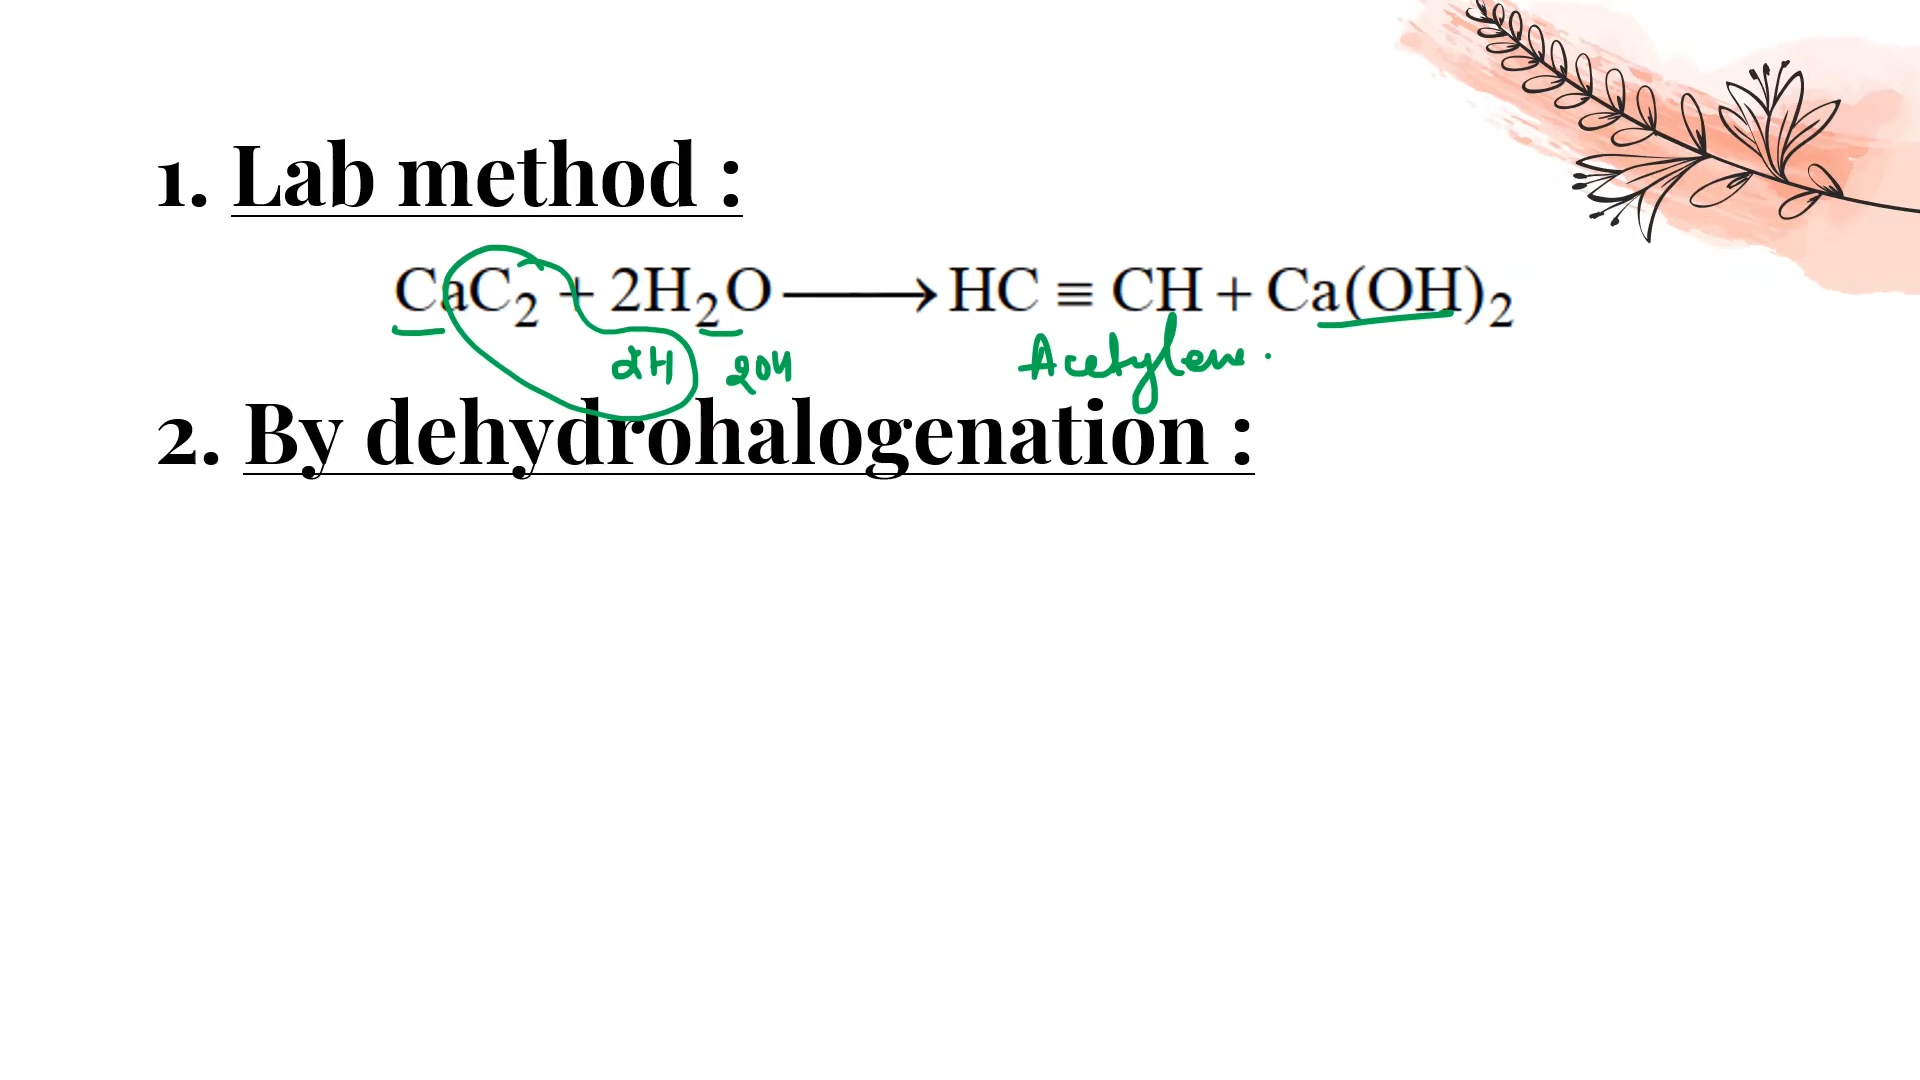 1. Lab method :
CaC₂ + 2H₂O ⟶ HC ≡ CH + Ca(OH)₂
2H 2OH Acetylene.
2. By dehydrohalogenation :